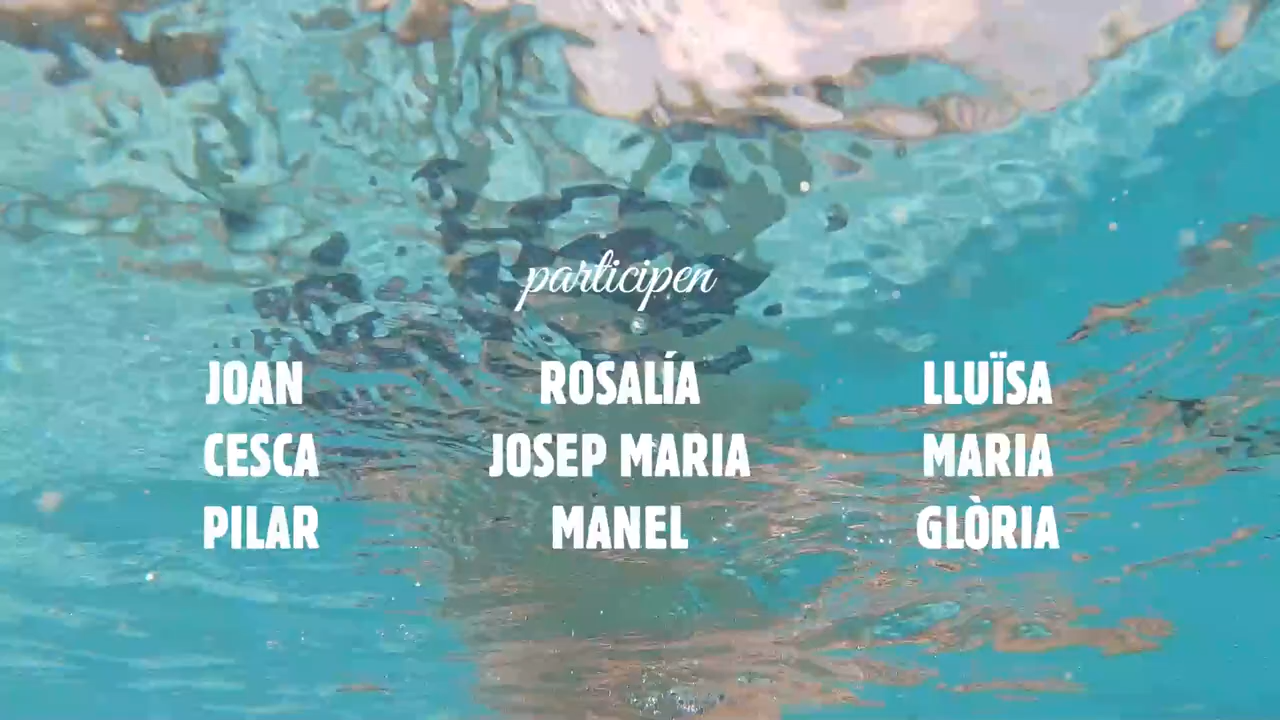 participen
JOAN ROSALÍA LLUÏSA
CESCA JOSEP MARIA MARIA
PILAR MANEL GLÒRIA